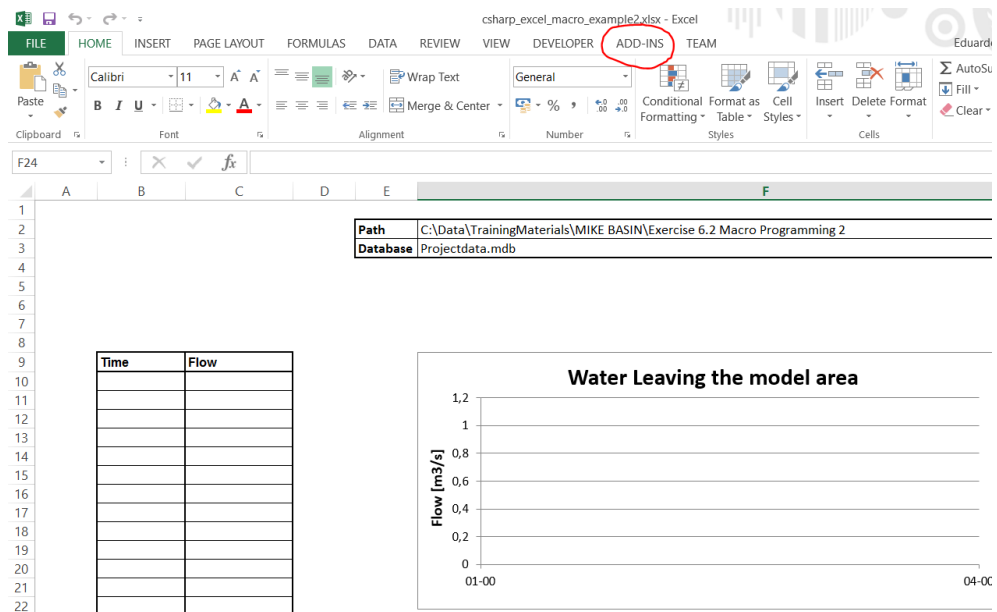 csharp_excel_macro_example2.xlsx - Excel
FILE HOME INSERT PAGE LAYOUT FORMULAS DATA REVIEW VIEW DEVELOPER ADD-INS TEAM Eduardo
Calibri 11 A A Wrap Text General Σ AutoSu
Paste B I U A Merge & Center % , Conditional Format as Cell Insert Delete Format Fill
Formatting Table Styles Clear
Clipboard Font Alignment Number Styles Cells
F24 fx
A B C D E F
1
2 Path C:\Data\TrainingMaterials\MIKE BASIN\Exercise 6.2 Macro Programming 2
3 Database Projectdata.mdb
4
5
6
7
8
9 Time Flow
10 Water Leaving the model area
11 1,2
12 1
13
14 0,8
15
16 0,6
17 0,4
18 0,2
19
20 0
21 01-00 04-00
22
Flow [m3/s]